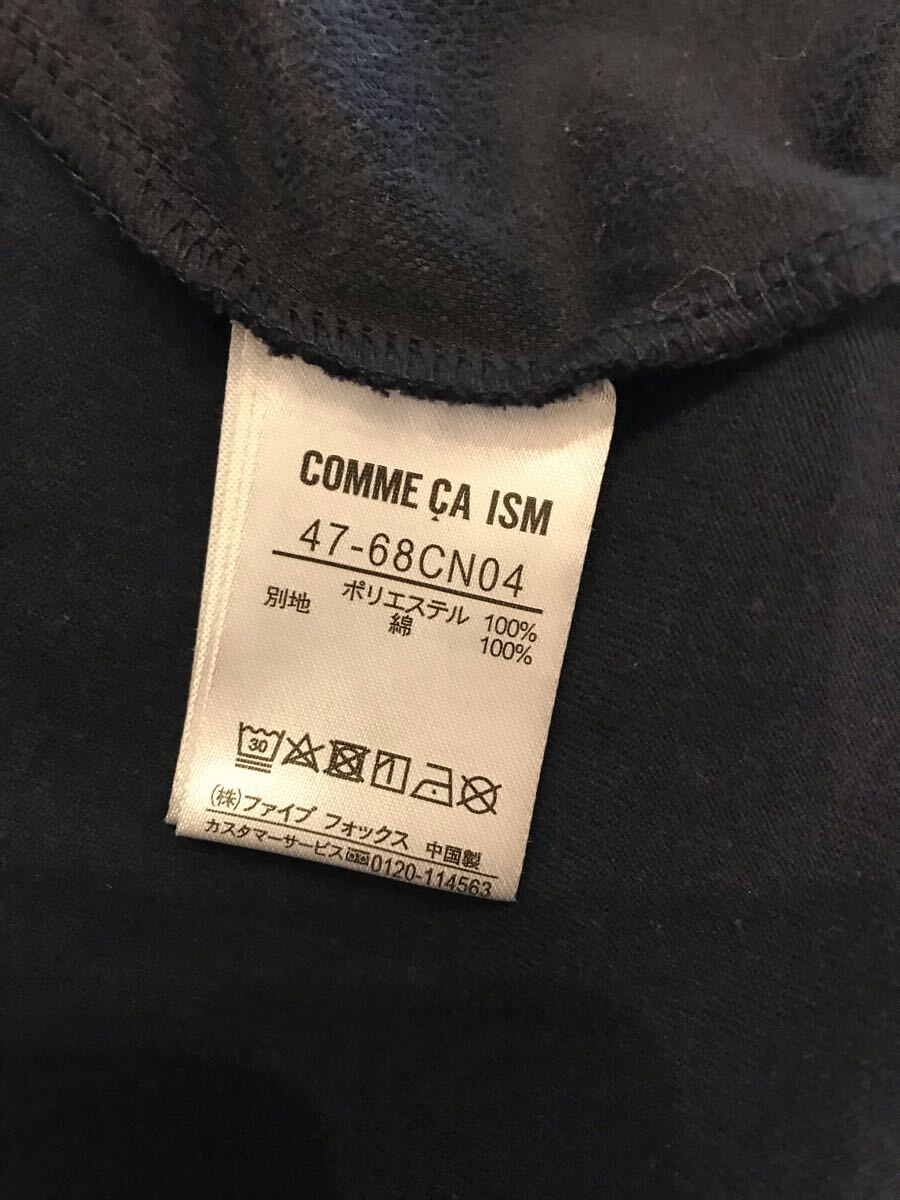 COMME ÇA ISM
47-68CN04
ポリエステル 100%
別地 綿 100%
30
(株)ファイブ フォックス 中国製
カスタマーサービス 0120-114563